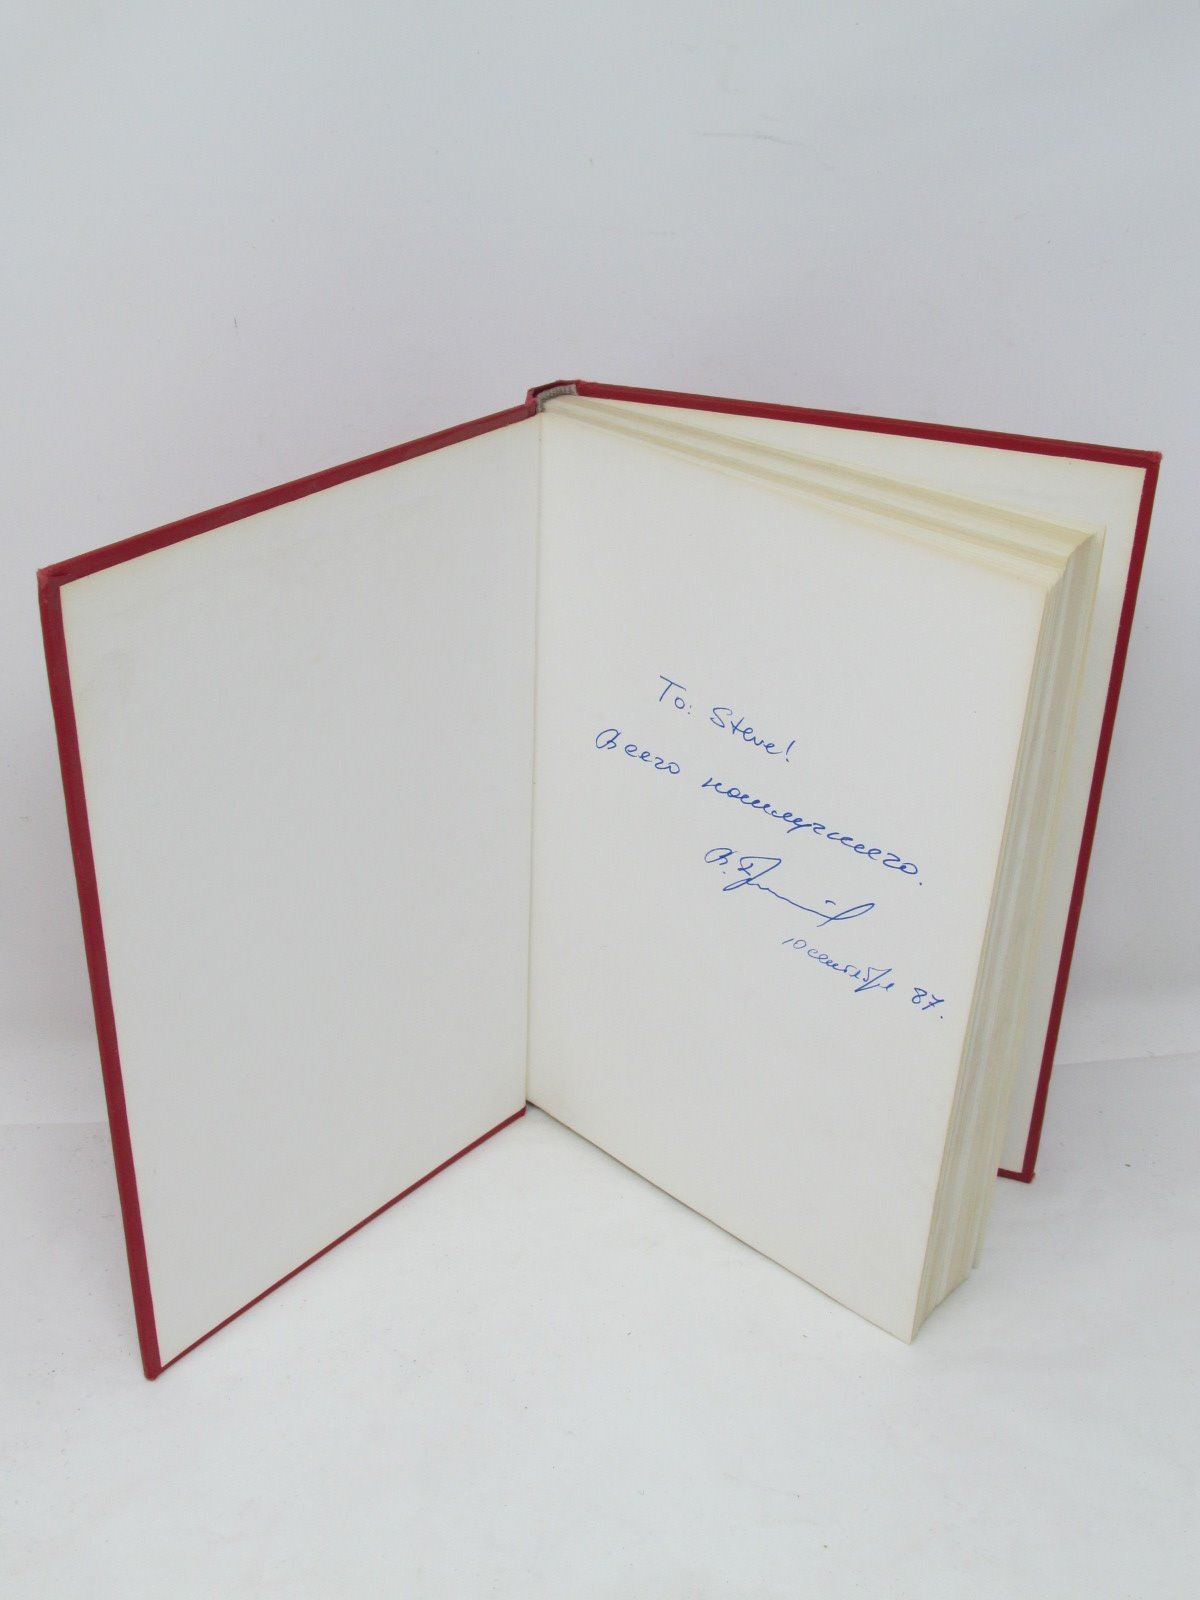 To: Steve!
Всего наилучшего.
В.
10 сентября 87.